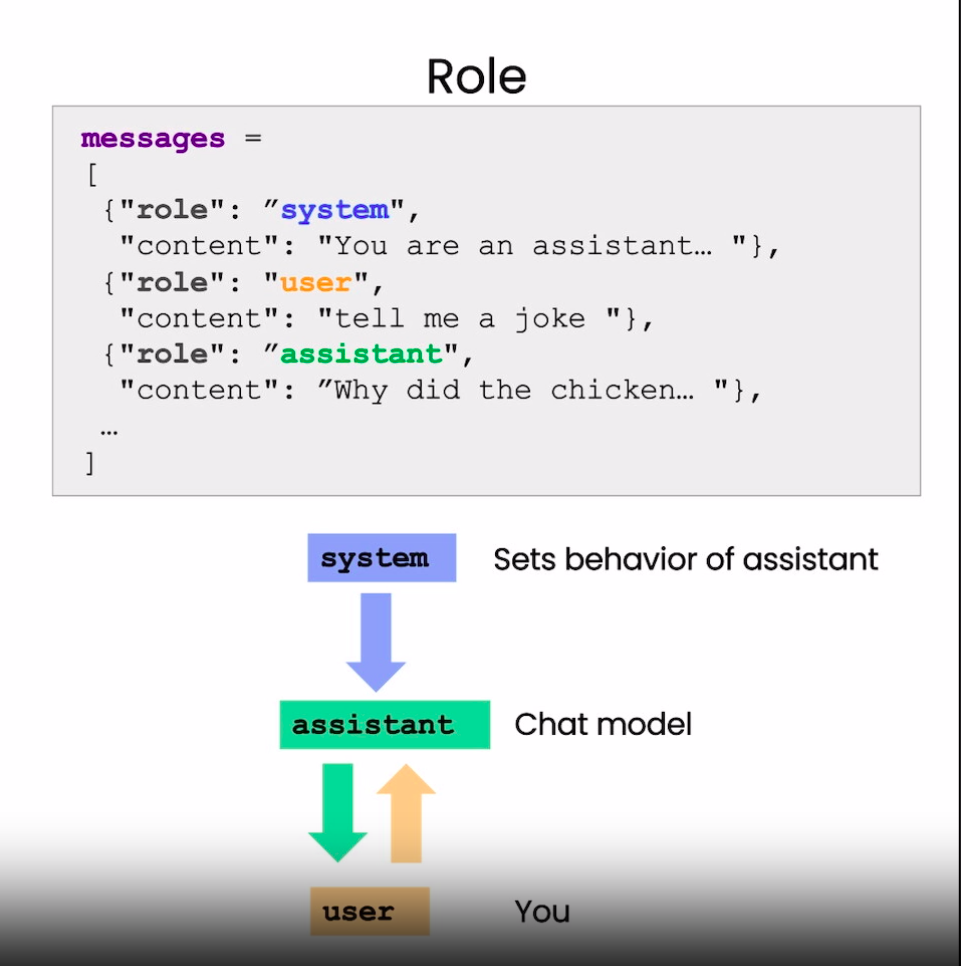 Role
messages =
[
{"role": ”system",
"content": "You are an assistant… "},
{"role": "user",
"content": "tell me a joke "},
{"role": ”assistant",
"content": ”Why did the chicken… "},
…
]
system Sets behavior of assistant
assistant Chat model
user You